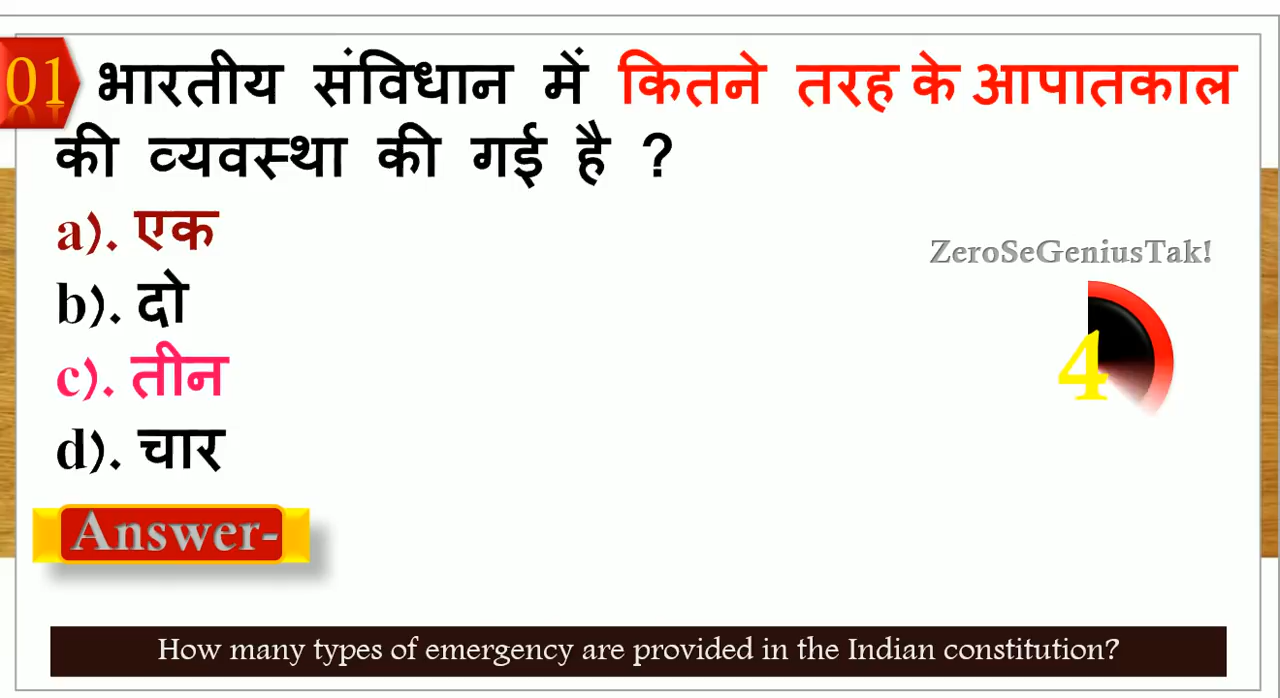 01 भारतीय संविधान में कितने तरह के आपातकाल
की व्यवस्था की गई है ?
a). एक
b). दो
c). तीन
d). चार
ZeroSeGeniusTak!
4
Answer-
How many types of emergency are provided in the Indian constitution?